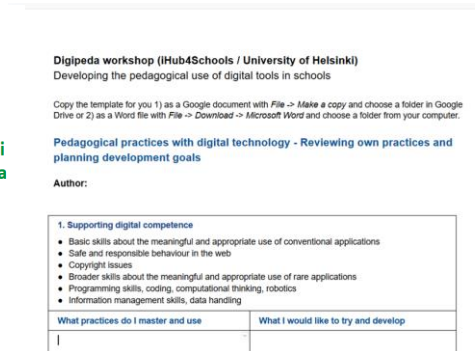 Digipeda workshop (iHub4Schools / University of Helsinki)
Developing the pedagogical use of digital tools in schools
Copy the template for you 1) as a Google document with File -> Make a copy and choose a folder in Google
Drive or 2) as a Word file with File -> Download -> Microsoft Word and choose a folder from your computer.
i
a
Pedagogical practices with digital technology - Reviewing own practices and
planning development goals
Author:
1. Supporting digital competence
● Basic skills about the meaningful and appropriate use of conventional applications
● Safe and responsible behaviour in the web
● Copyright issues
● Broader skills about the meaningful and appropriate use of rare applications
● Programming skills, coding, computational thinking, robotics
● Information management skills, data handling
What practices do I master and use
What I would like to try and develop